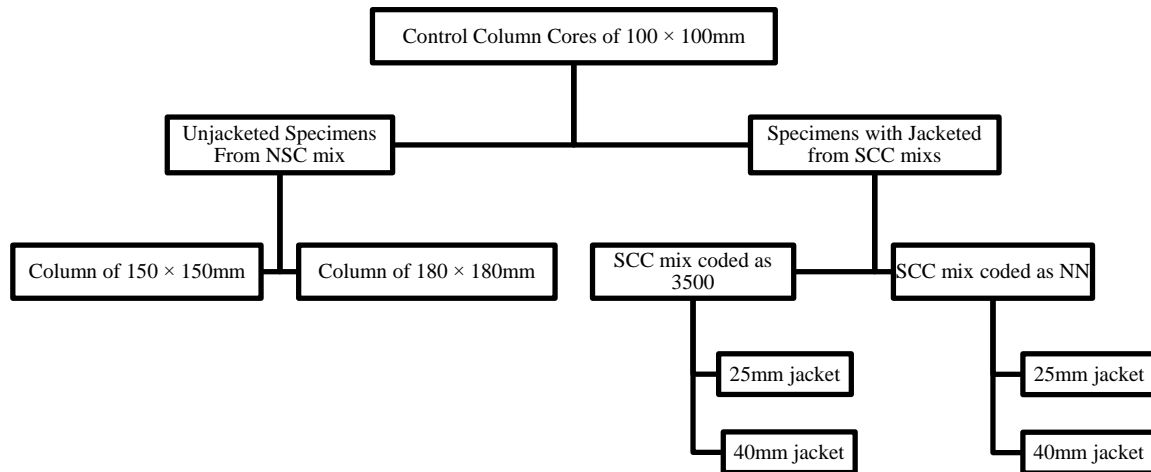 Control Column Cores of 100 × 100mm
Unjacketed Specimens
From NSC mix
Specimens with Jacketed
from SCC mixs
Column of 150 × 150mm
Column of 180 × 180mm
SCC mix coded as
3500
SCC mix coded as NN
25mm jacket
40mm jacket
25mm jacket
40mm jacket